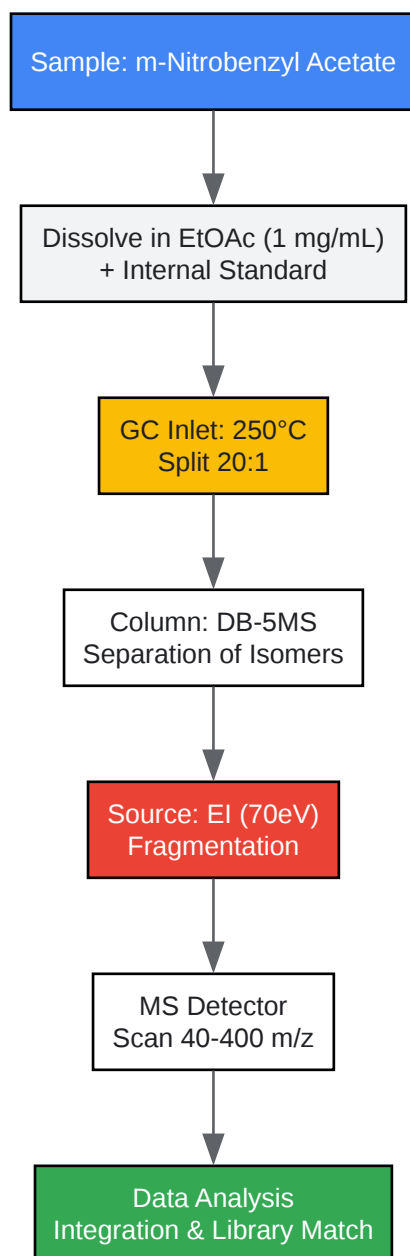 Sample: m-Nitrobenzyl Acetate
Dissolve in EtOAc (1 mg/mL)
+ Internal Standard
GC Inlet: 250°C
Split 20:1
Column: DB-5MS
Separation of Isomers
Source: EI (70eV)
Fragmentation
MS Detector
Scan 40-400 m/z
Data Analysis
Integration & Library Match